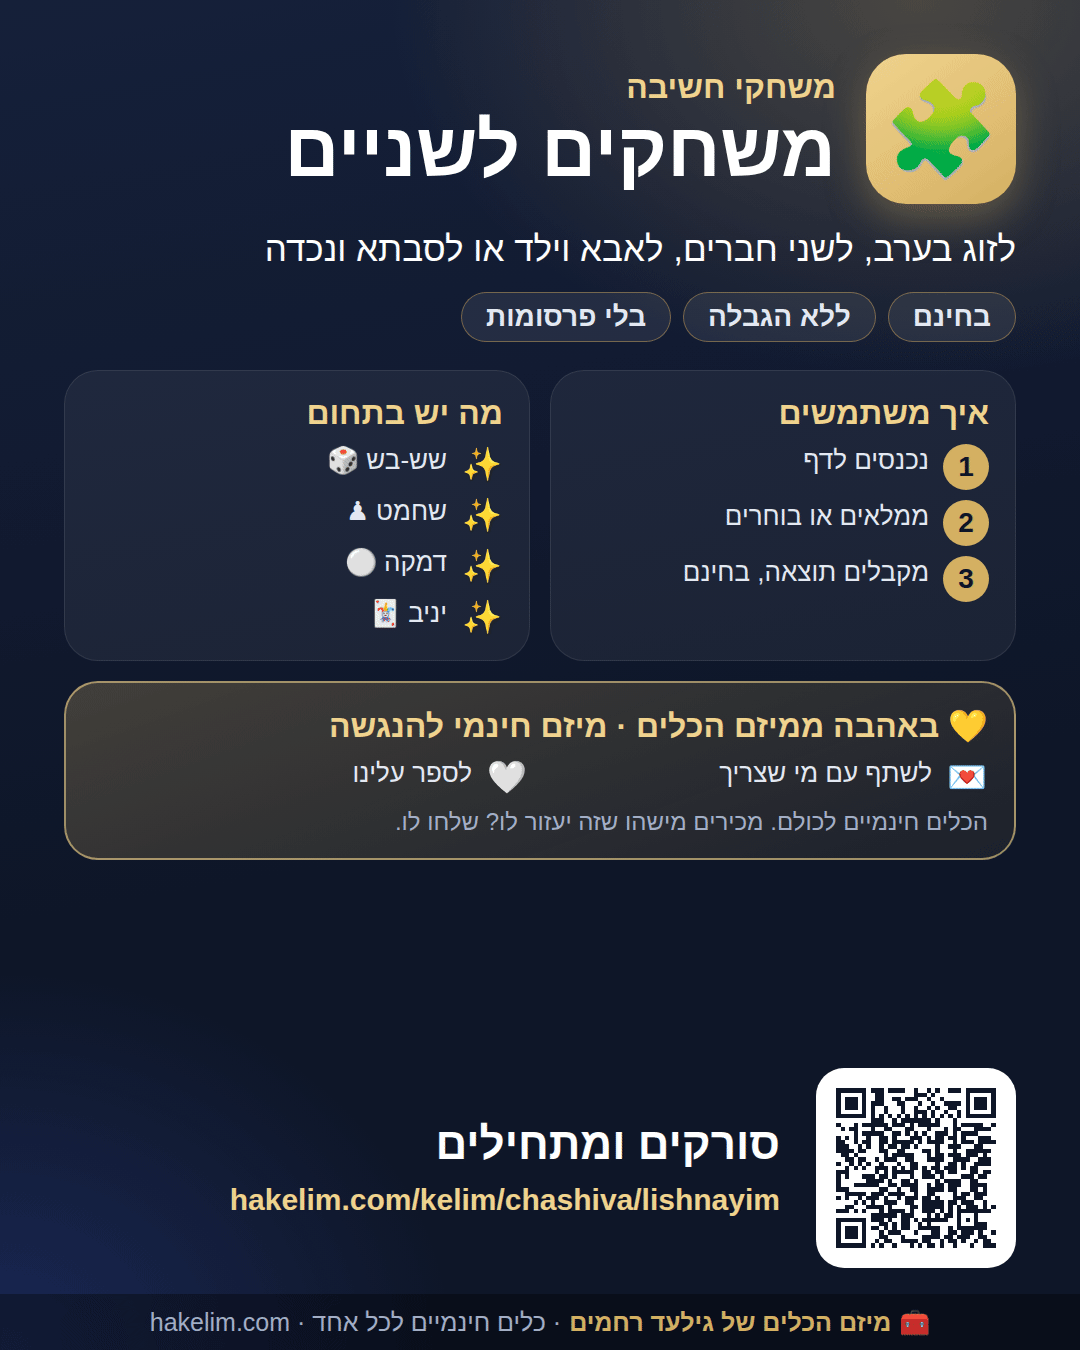 משחקי חשיבה
משחקים לשניים
לזוג בערב, לשני חברים, לאבא וילד או לסבתא ונכדה
בחינם
ללא הגבלה
בלי פרסומות
איך משתמשים
1 נכנסים לדף
2 ממלאים או בוחרים
3 מקבלים תוצאה, בחינם
מה יש בתחום
שש-בש
שחמט
דמקה
יניב
באהבה ממיזם הכלים · מיזם חינמי להנגשה
לשתף עם מי שצריך
לספר עלינו
הכלים חינמיים לכולם. מכירים מישהו שזה יעזור לו? שלחו לו.
סורקים ומתחילים
hakelim.com/kelim/chashiva/lishnayim
מיזם הכלים של גילעד רחמים · כלים חינמיים לכל אחד · hakelim.com